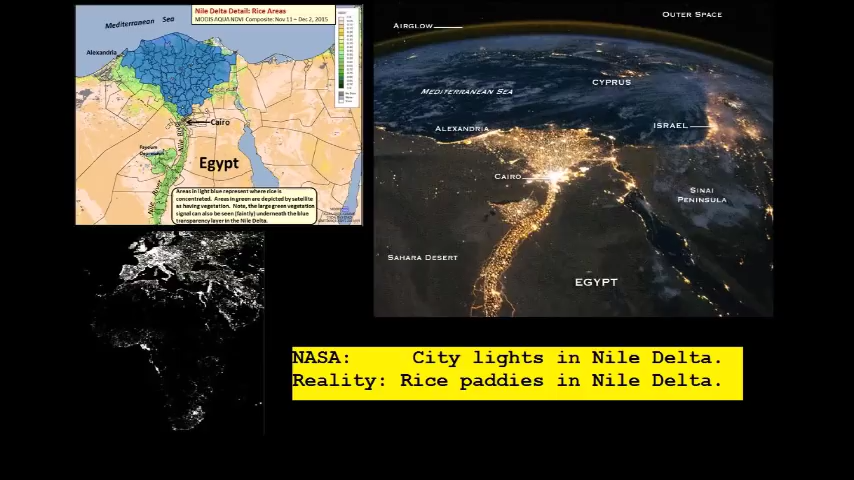 Mediterranean Sea
Nile Delta Detail: Rice Areas
MODIS AQUA NDVI Composite: Nov 11 – Dec 2, 2015
Alexandria
Cairo
Nile River
Fayoum
Egypt
Nile
Areas in light blue represent where rice is
concentrated. Areas in green are depicted by satellite
as having vegetation. Note, the large green vegetation
signal can also be seen (faintly) underneath the blue
transparency layer in the Nile Delta.
OUTER SPACE
AIRGLOW
CYPRUS
MEDITERRANEAN SEA
ISRAEL
ALEXANDRIA
CAIRO
SINAI
PENINSULA
SAHARA DESERT
EGYPT
NASA: City lights in Nile Delta.
Reality: Rice paddies in Nile Delta.